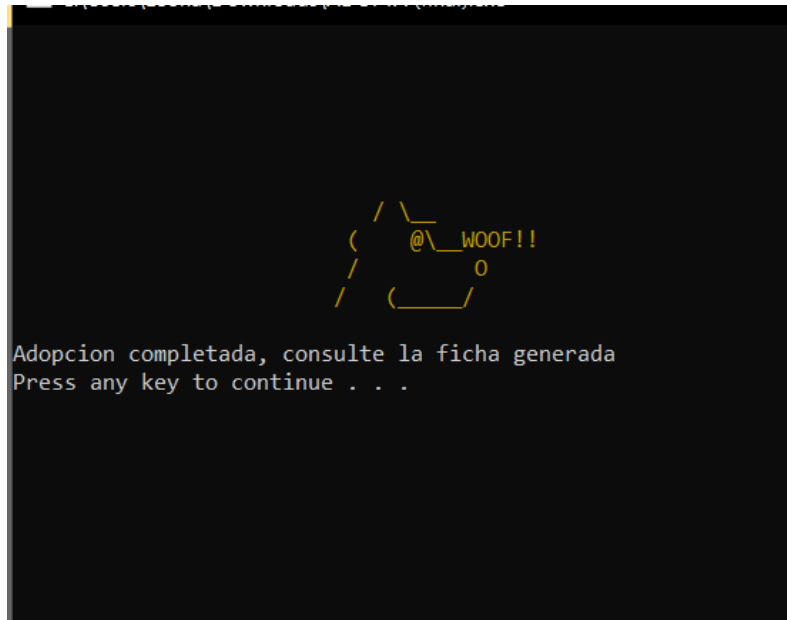 / \__
(    @\__WOOF!!
/         O
/   (_____/
Adopcion completada, consulte la ficha generada
Press any key to continue . . .